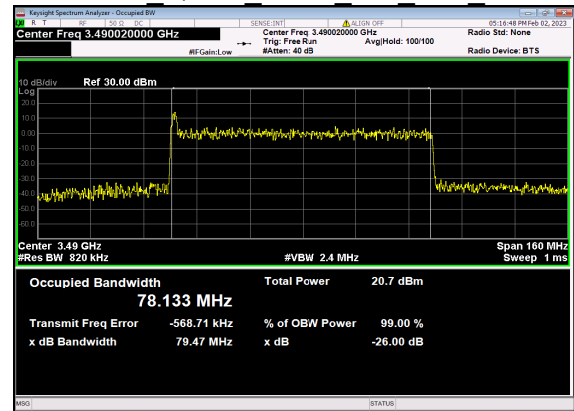 Keysight Spectrum Analyzer - Occupied BW
R T RF 50 Ω DC SENSE:INT ALIGN OFF 05:16:48 PM Feb 02, 2023
Center Freq 3.490020000 GHz Center Freq: 3.490020000 GHz Radio Std: None
Trig: Free Run Avg|Hold: 100/100
#IFGain:Low #Atten: 40 dB Radio Device: BTS
10 dB/div Ref 30.00 dBm
Log
20.0
10.0
0.00
-10.0
-20.0
-30.0
-40.0
-50.0
-60.0
Center 3.49 GHz Span 160 MHz
#Res BW 820 kHz #VBW 2.4 MHz Sweep 1 ms
Occupied Bandwidth Total Power 20.7 dBm
78.133 MHz
Transmit Freq Error -568.71 kHz % of OBW Power 99.00 %
x dB Bandwidth 79.47 MHz x dB -26.00 dB
MSG STATUS